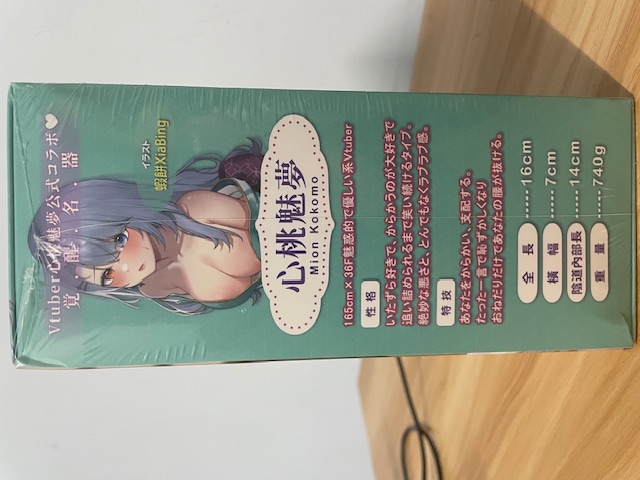 Vtuber心桃魅夢公式コラボ♥
覚．醒．名．器
イラスト
蝦餅XiaBing
心桃魅夢
Mion Kokomo
165cm×36F魅惑的で優しい系Vtuber
性格
いたずら好きで、からかうのが大好きで
追い詰められるまで笑い続けるタイプ。
絶妙な悪さと、とんでもなくラブラブ感。
特技
あなたをからかい、支配する。
たった一言で恥ずかしくなり
おねだりだけであなたの腰が抜ける。
全長-----16cm
横幅-----7cm
陰道內部長-----14cm
重量-----740g